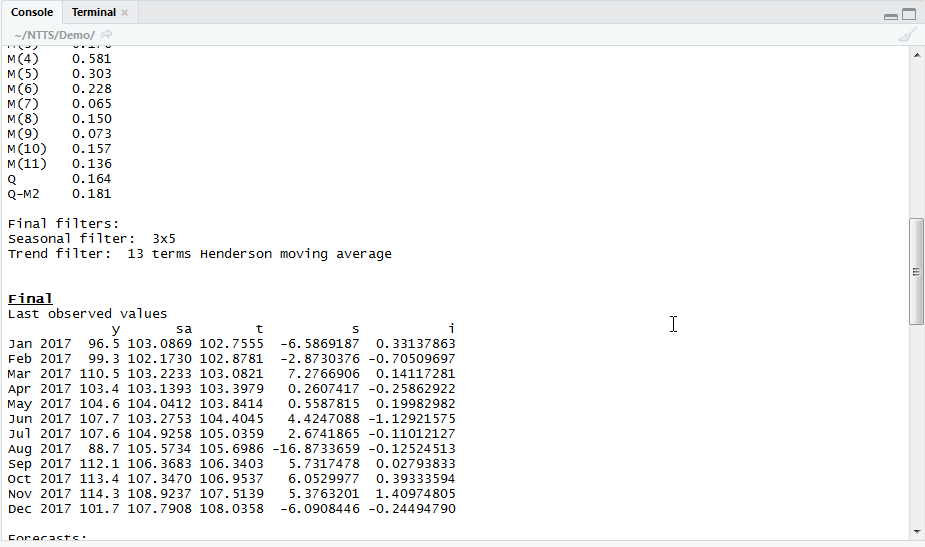 Console Terminal ×
~/NTTS/Demo/
M(4) 0.581
M(5) 0.303
M(6) 0.228
M(7) 0.065
M(8) 0.150
M(9) 0.073
M(10) 0.157
M(11) 0.136
Q 0.164
Q-M2 0.181
Final filters:
Seasonal filter: 3x5
Trend filter: 13 terms Henderson moving average
Final
Last observed values
y sa t s i
Jan 2017 96.5 103.0869 102.7555 -6.5869187 0.33137863
Feb 2017 99.3 102.1730 102.8781 -2.8730376 -0.70509697
Mar 2017 110.5 103.2233 103.0821 7.2766906 0.14117281
Apr 2017 103.4 103.1393 103.3979 0.2607417 -0.25862922
May 2017 104.6 104.0412 103.8414 0.5587815 0.19982982
Jun 2017 107.7 103.2753 104.4045 4.4247088 -1.12921575
Jul 2017 107.6 104.9258 105.0359 2.6741865 -0.11012127
Aug 2017 88.7 105.5734 105.6986 -16.8733659 -0.12524513
Sep 2017 112.1 106.3683 106.3403 5.7317478 0.02793833
Oct 2017 113.4 107.3470 106.9537 6.0529977 0.39333594
Nov 2017 114.3 108.9237 107.5139 5.3763201 1.40974805
Dec 2017 101.7 107.7908 108.0358 -6.0908446 -0.24494790
Forecasts: